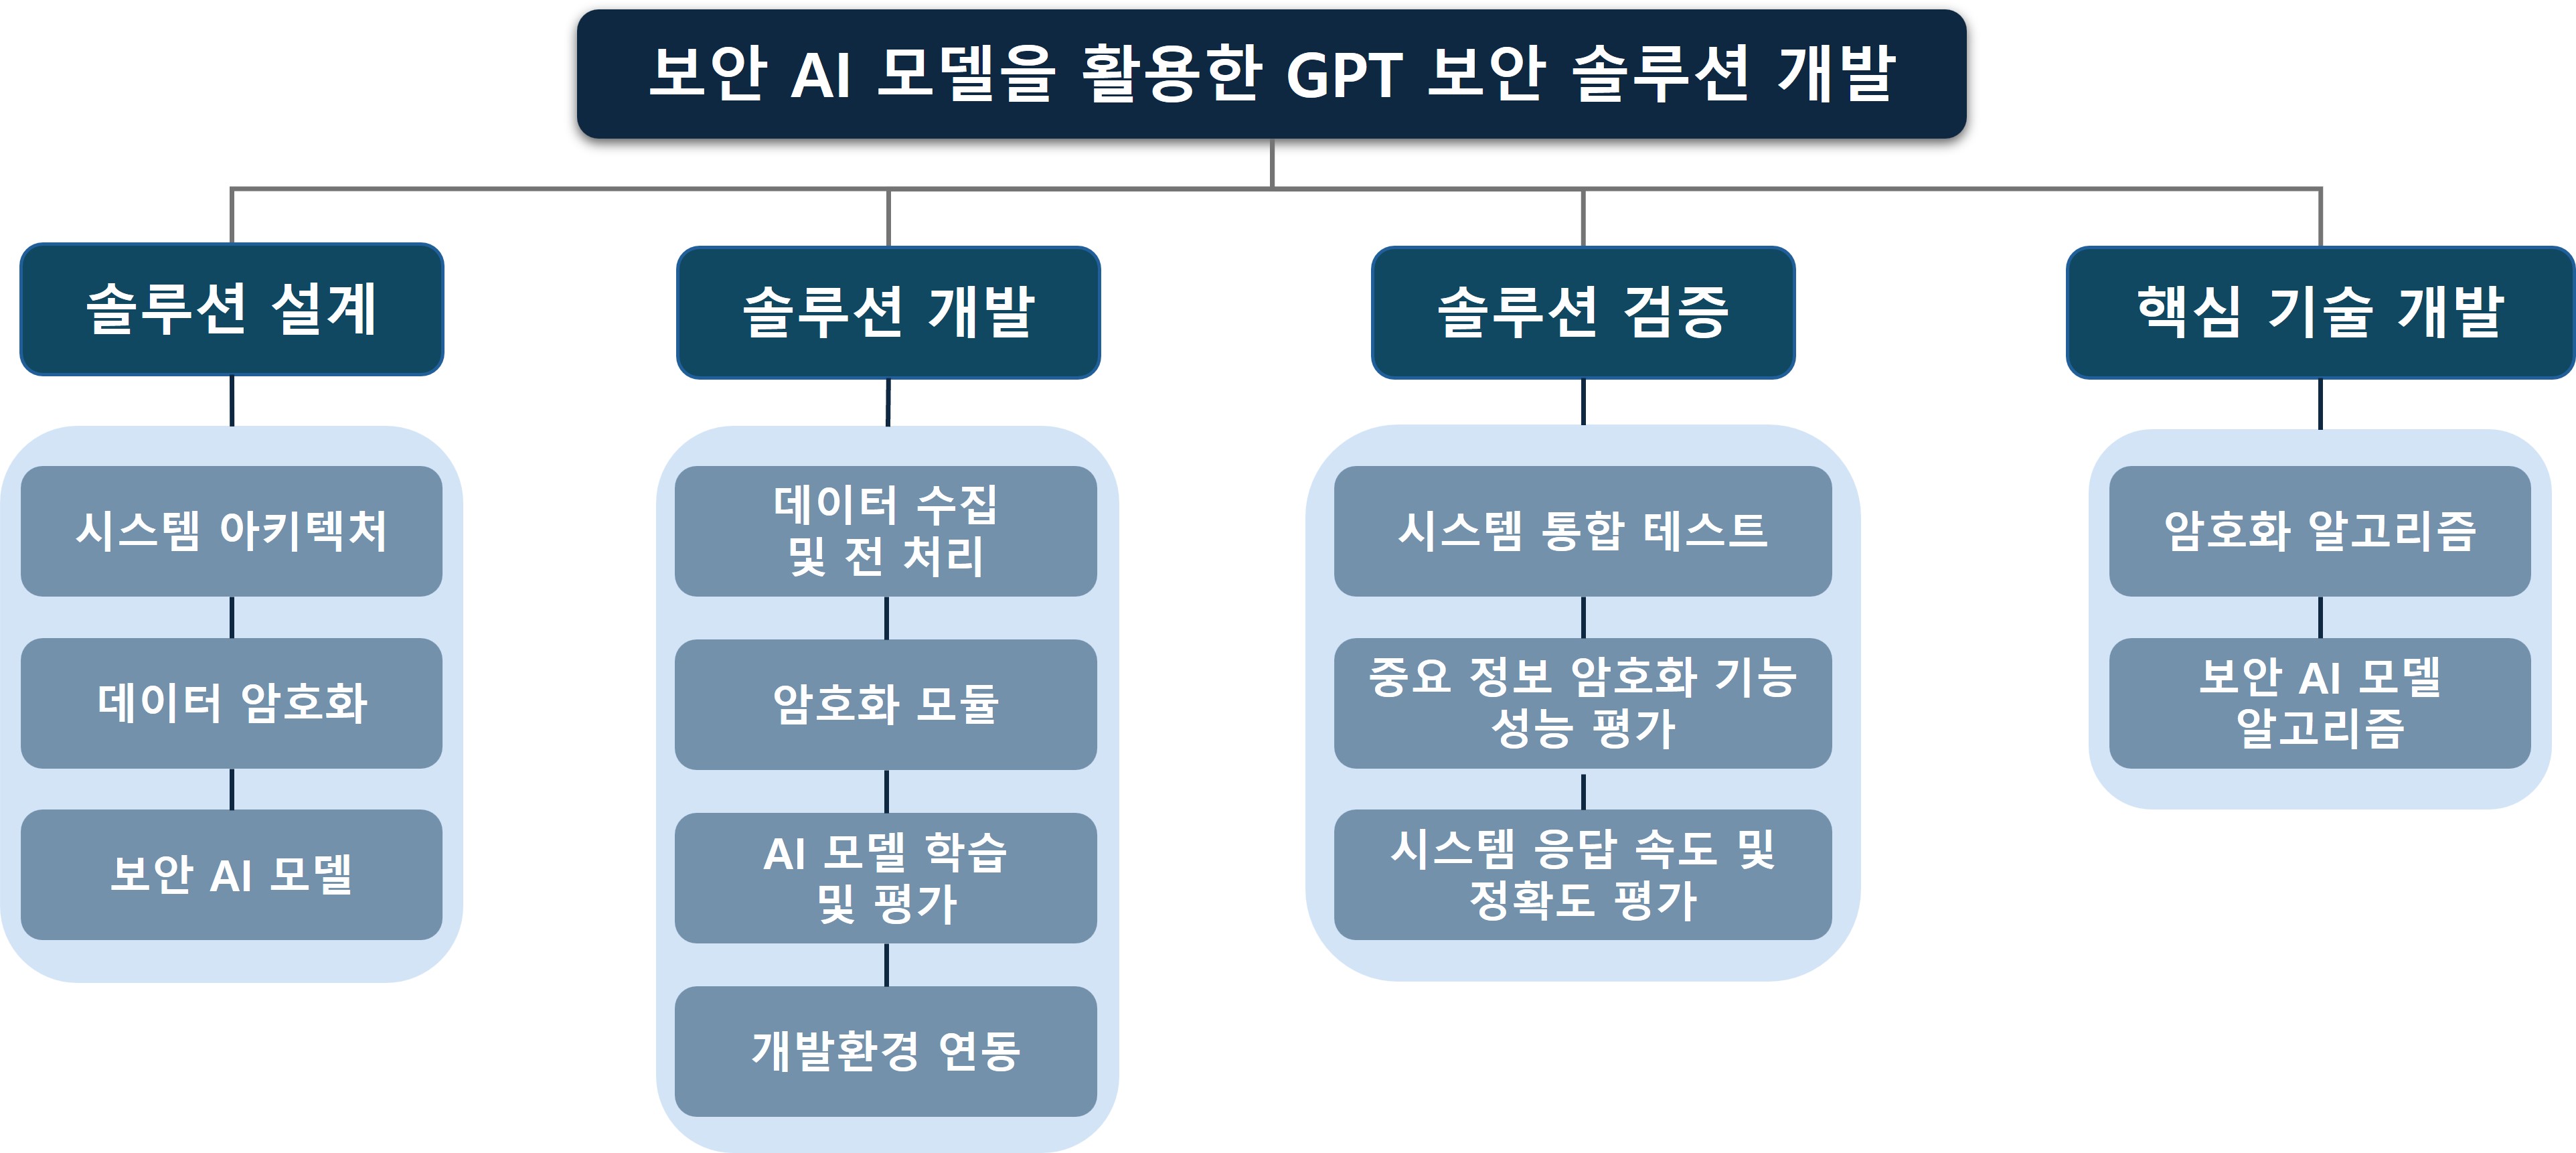 보안 AI 모델을 활용한 GPT 보안 솔루션 개발
솔루션 설계
시스템 아키텍처
데이터 암호화
보안 AI 모델
솔루션 개발
데이터 수집
및 전 처리
암호화 모듈
AI 모델 학습
및 평가
개발환경 연동
솔루션 검증
시스템 통합 테스트
중요 정보 암호화 기능
성능 평가
시스템 응답 속도 및
정확도 평가
핵심 기술 개발
암호화 알고리즘
보안 AI 모델
알고리즘